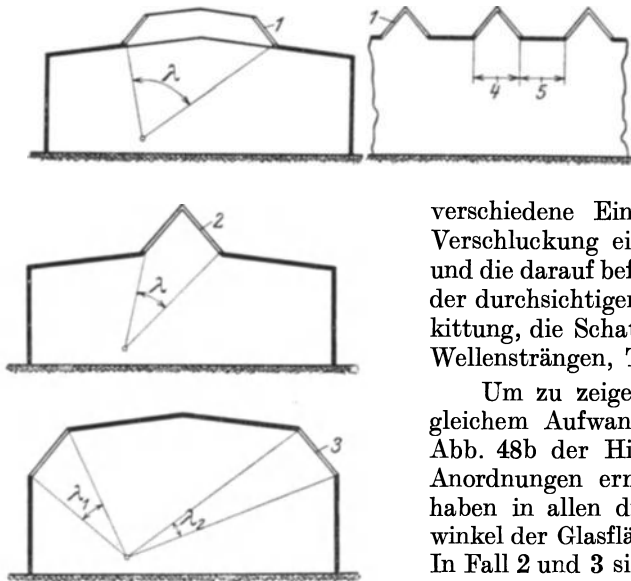 1
λ
1
4
5
2
λ
3
λ1
λ2
verschiedene Ein
Verschluckung ei
und die darauf bef
der durchsichtigen
kittung, die Schat
Wellensträngen, T
Um zu zeige
gleichem Aufwan
Abb. 48b der Hi
Anordnungen err
haben in allen d
winkel der Glasflä
In Fall 2 und 3 si